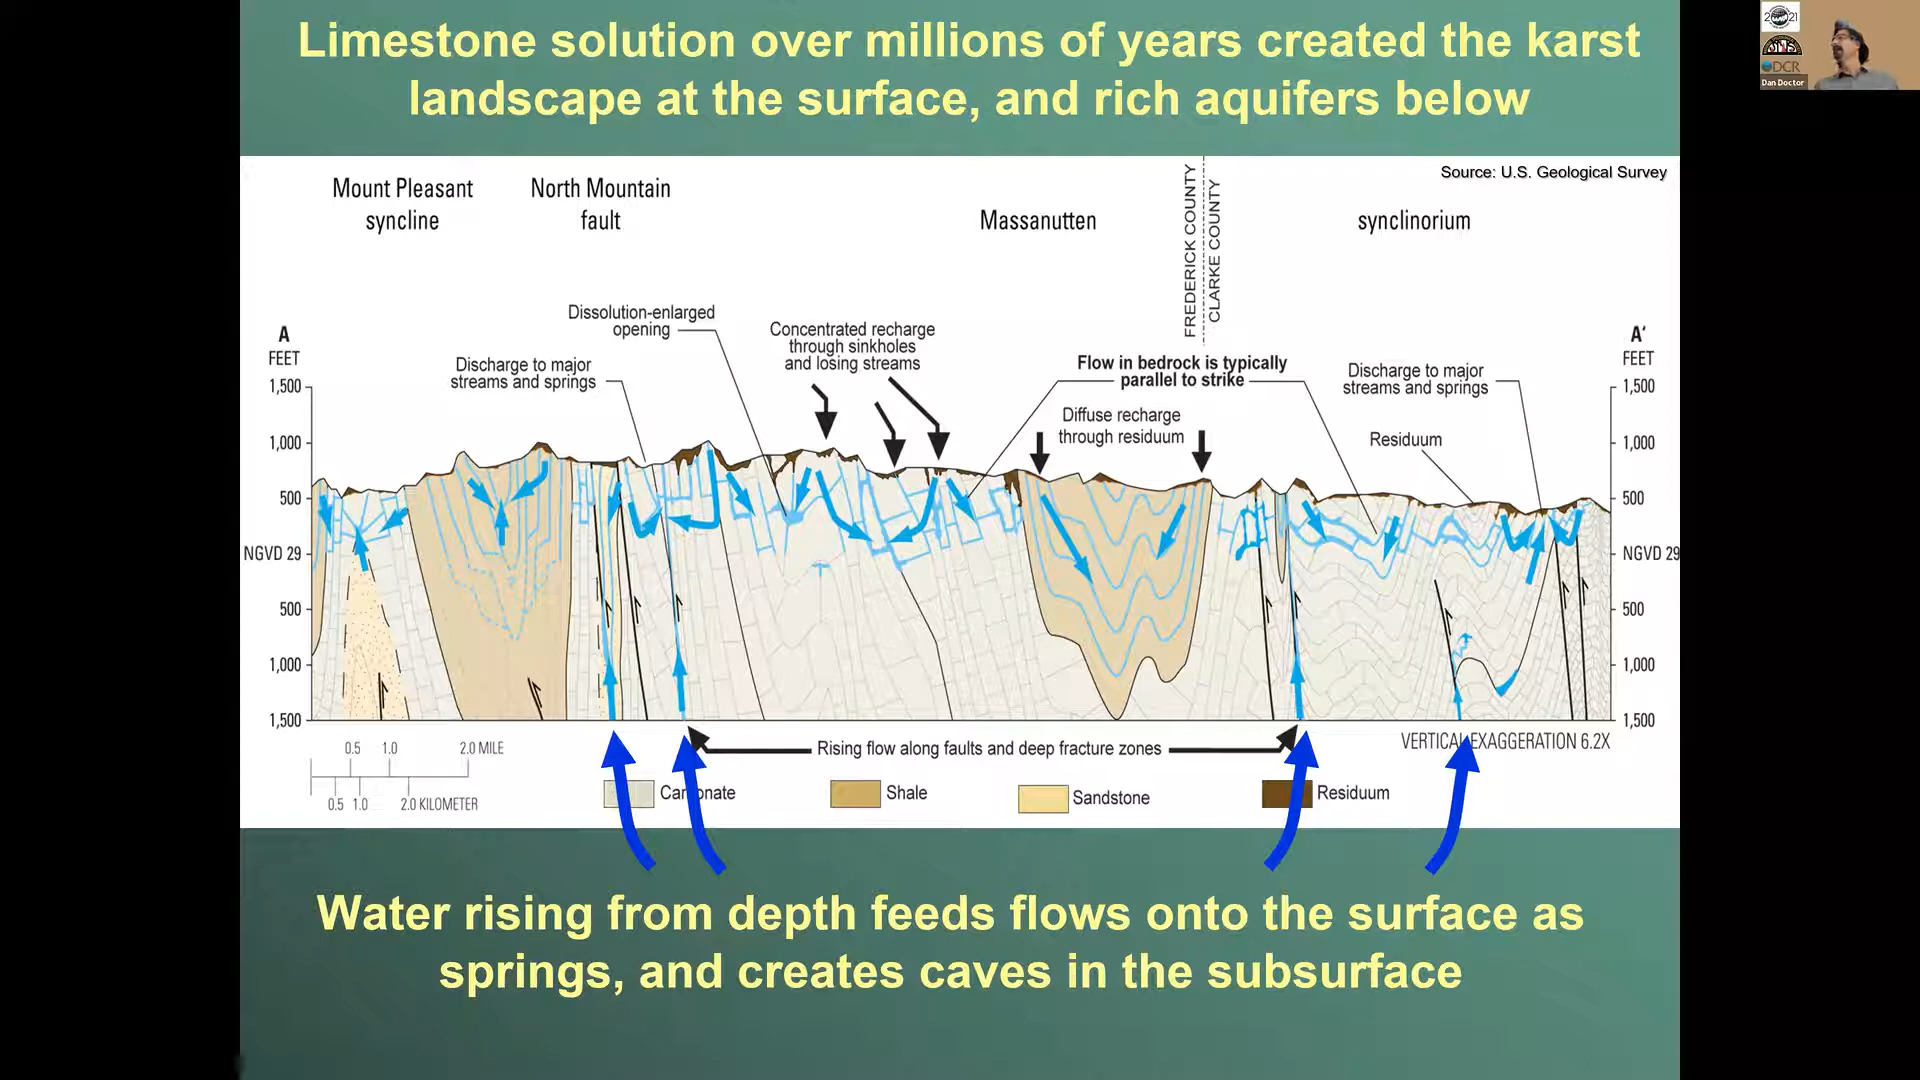 Limestone solution over millions of years created the karst
landscape at the surface, and rich aquifers below
Source: U.S. Geological Survey
Mount Pleasant
syncline
North Mountain
fault
Massanutten
FREDERICK COUNTY
CLARKE COUNTY
synclinorium
Dissolution-enlarged
opening
Discharge to major
streams and springs
Concentrated recharge
through sinkholes
and losing streams
Flow in bedrock is typically
parallel to strike
Diffuse recharge
through residuum
Discharge to major
streams and springs
Residuum
A
FEET
1,500
1,000
500
NGVD 29
500
1,000
1,500
A'
FEET
1,500
1,000
500
NGVD 29
500
1,000
1,500
0.5 1.0 2.0 MILE
0.5 1.0 2.0 KILOMETER
Rising flow along faults and deep fracture zones
VERTICAL EXAGGERATION 6.2X
Carbonate
Shale
Sandstone
Residuum
Water rising from depth feeds flows onto the surface as
springs, and creates caves in the subsurface
DCR
Dan Doctor